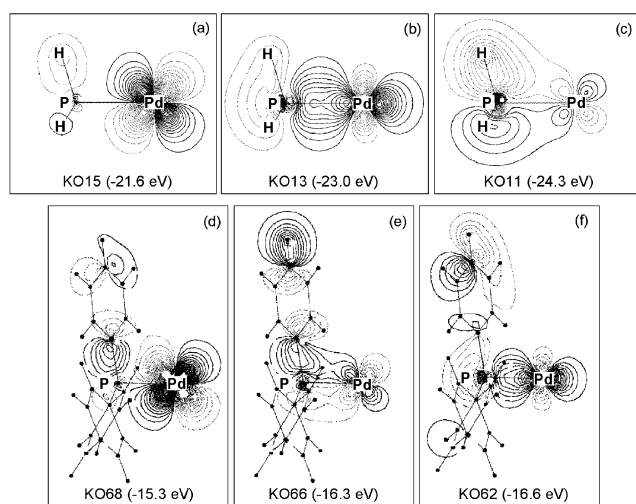 (a)
H
P
Pd
H
KO15 (-21.6 eV)
(b)
H
P
Pd
H
KO13 (-23.0 eV)
(c)
H
P
Pd
H
KO11 (-24.3 eV)
(d)
P
Pd
KO68 (-15.3 eV)
(e)
P
Pd
KO66 (-16.3 eV)
(f)
P
Pd
KO62 (-16.6 eV)